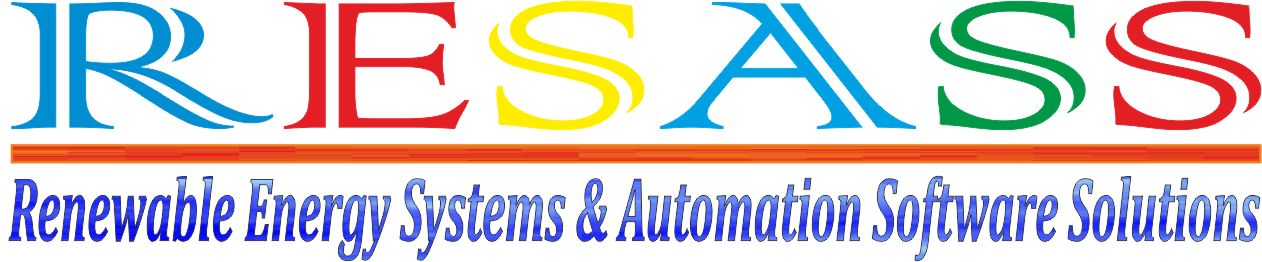 RESASS
Renewable Energy Systems & Automation Software Solutions